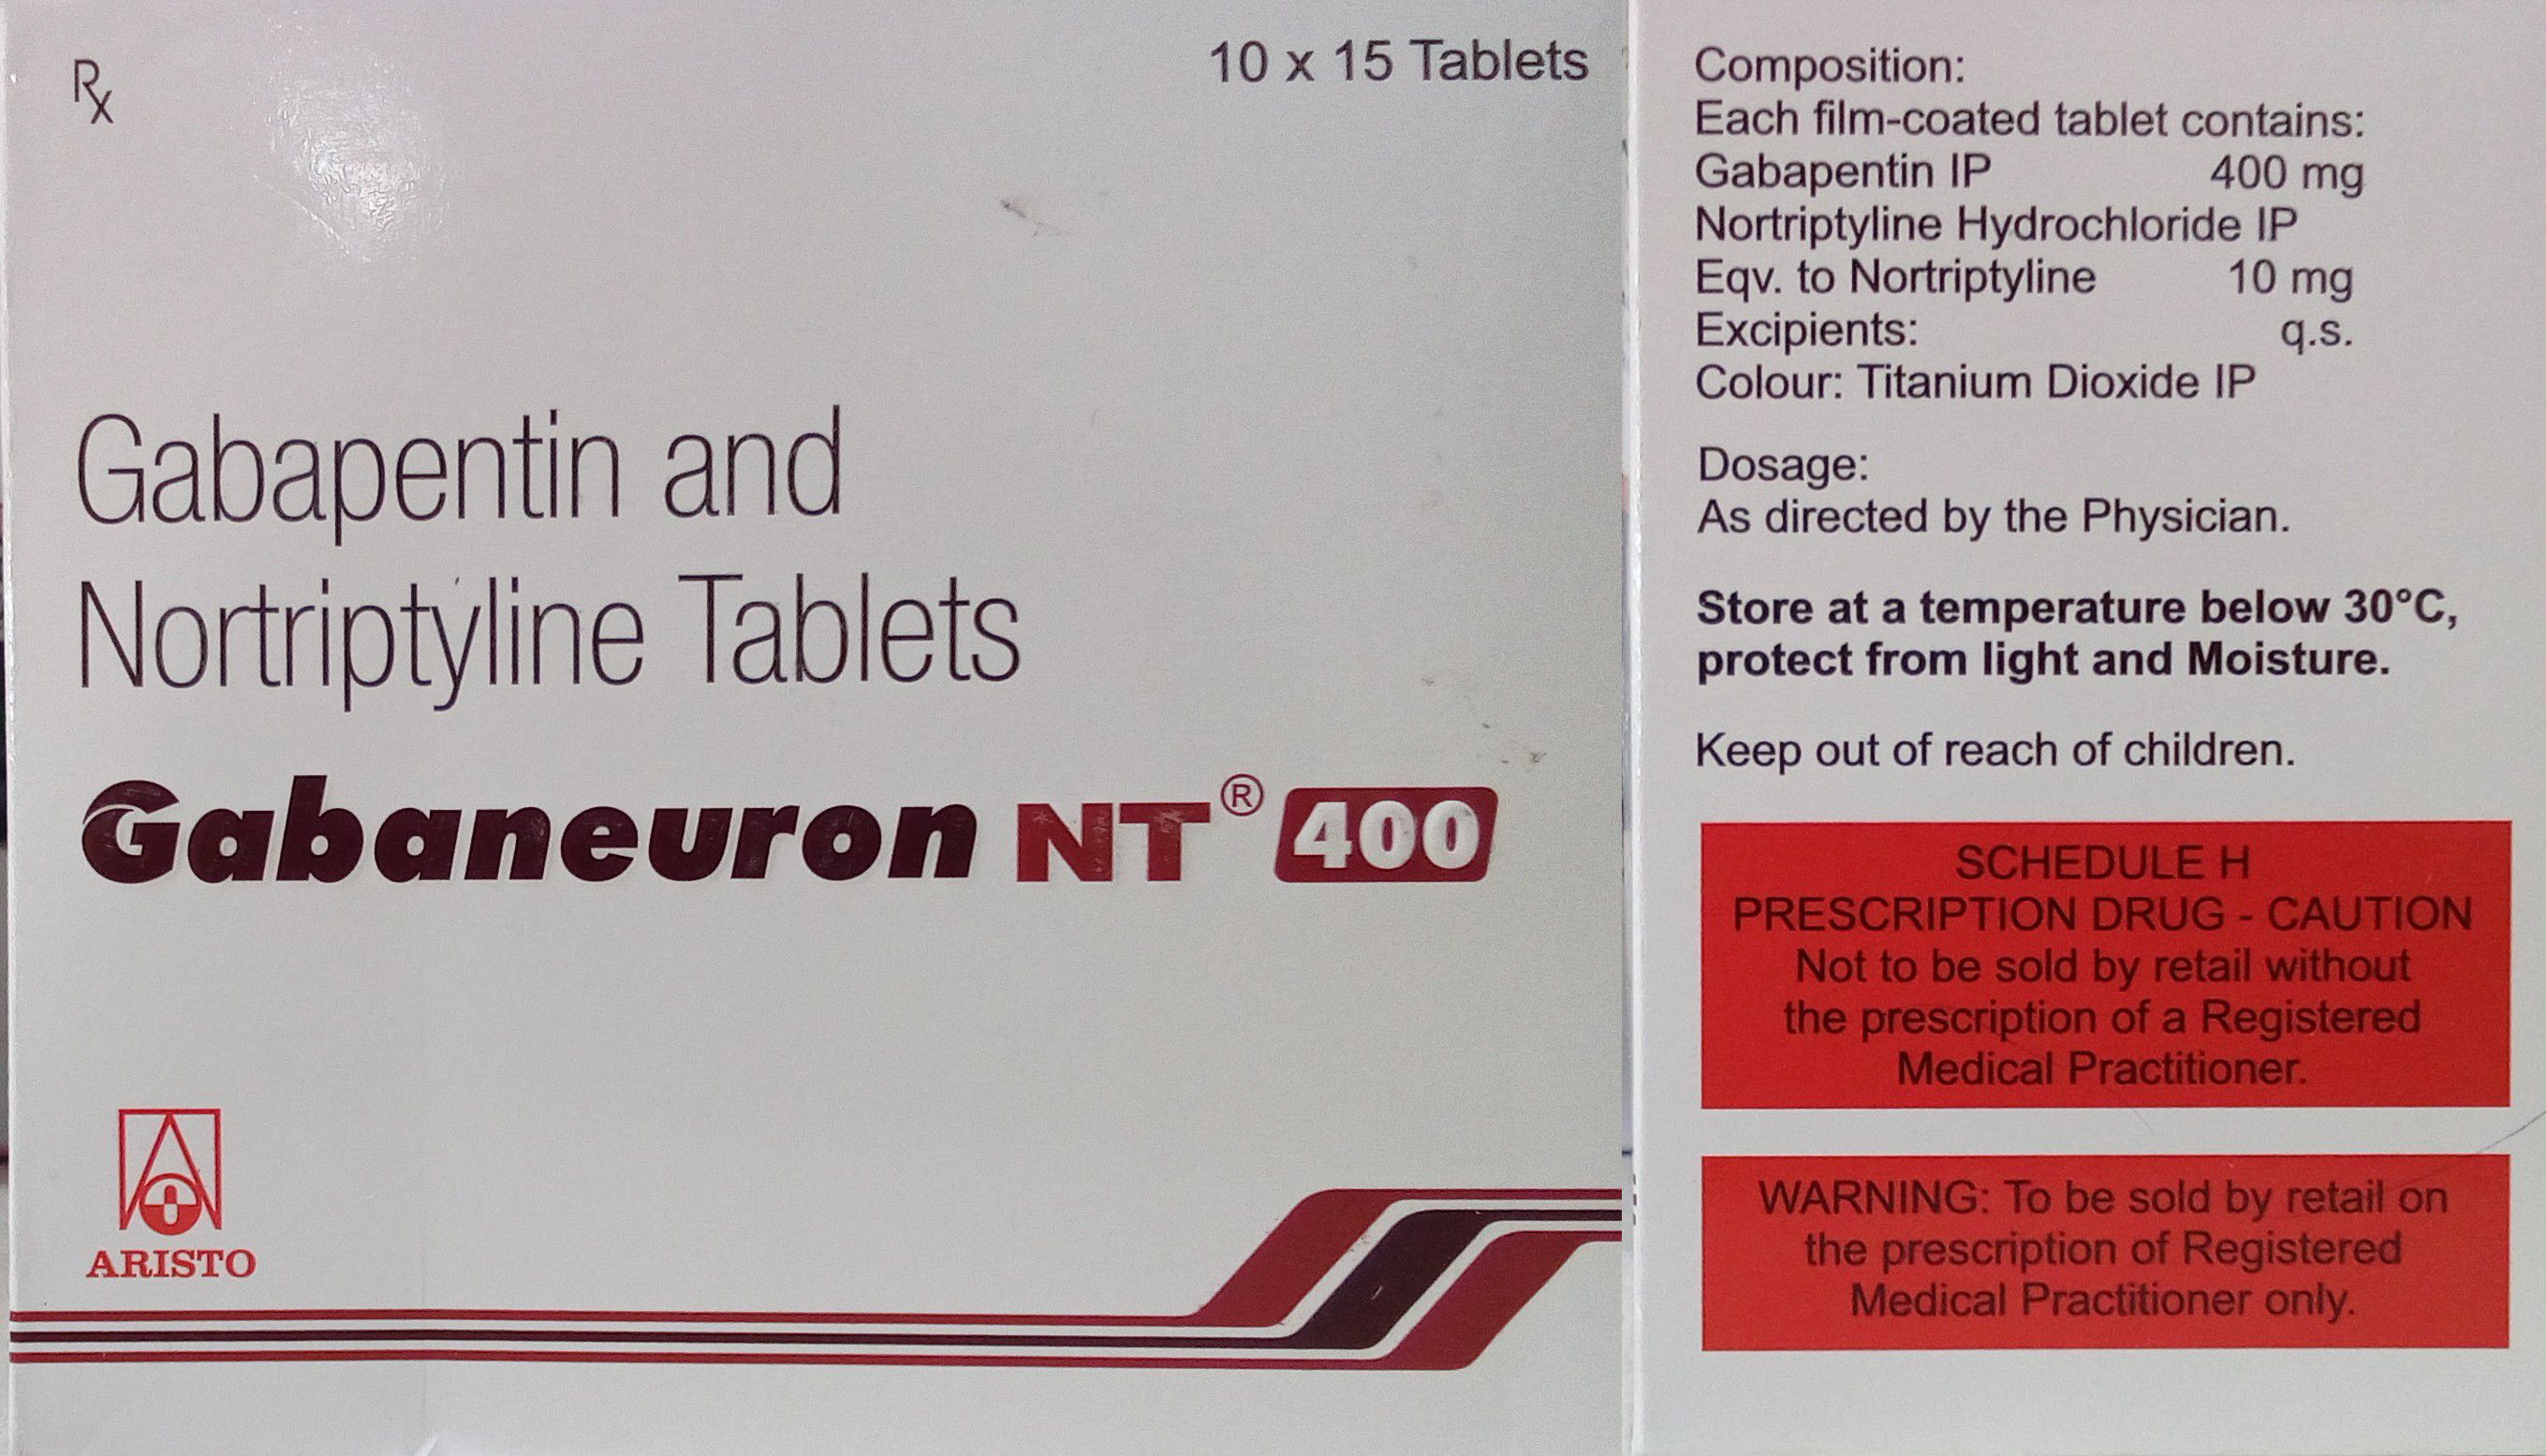 Rx
10 x 15 Tablets
Gabapentin and
Nortriptyline Tablets
Gabaneuron NT® 400
ARISTO
Composition:
Each film-coated tablet contains:
Gabapentin IP 400 mg
Nortriptyline Hydrochloride IP
Eqv. to Nortriptyline 10 mg
Excipients: q.s.
Colour: Titanium Dioxide IP
Dosage:
As directed by the Physician.
Store at a temperature below 30°C,
protect from light and Moisture.
Keep out of reach of children.
SCHEDULE H
PRESCRIPTION DRUG - CAUTION
Not to be sold by retail without
the prescription of a Registered
Medical Practitioner.
WARNING: To be sold by retail on
the prescription of Registered
Medical Practitioner only.